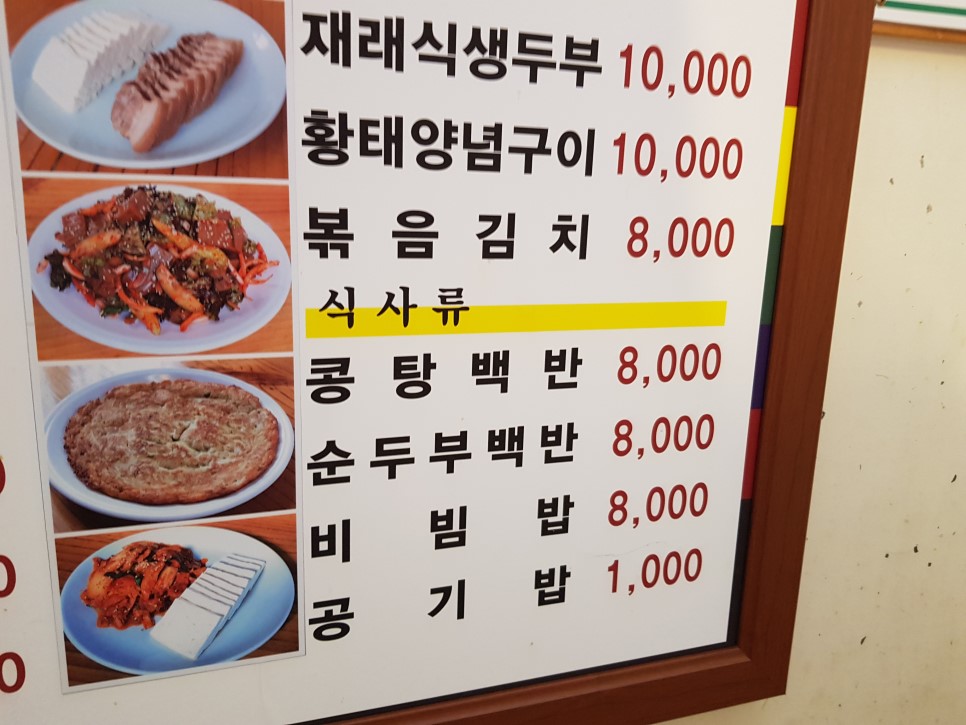 재래식생두부 10,000
황태양념구이 10,000
볶음김치 8,000
식사류
콩탕백반 8,000
순두부백반 8,000
비빔밥 8,000
공기밥 1,000